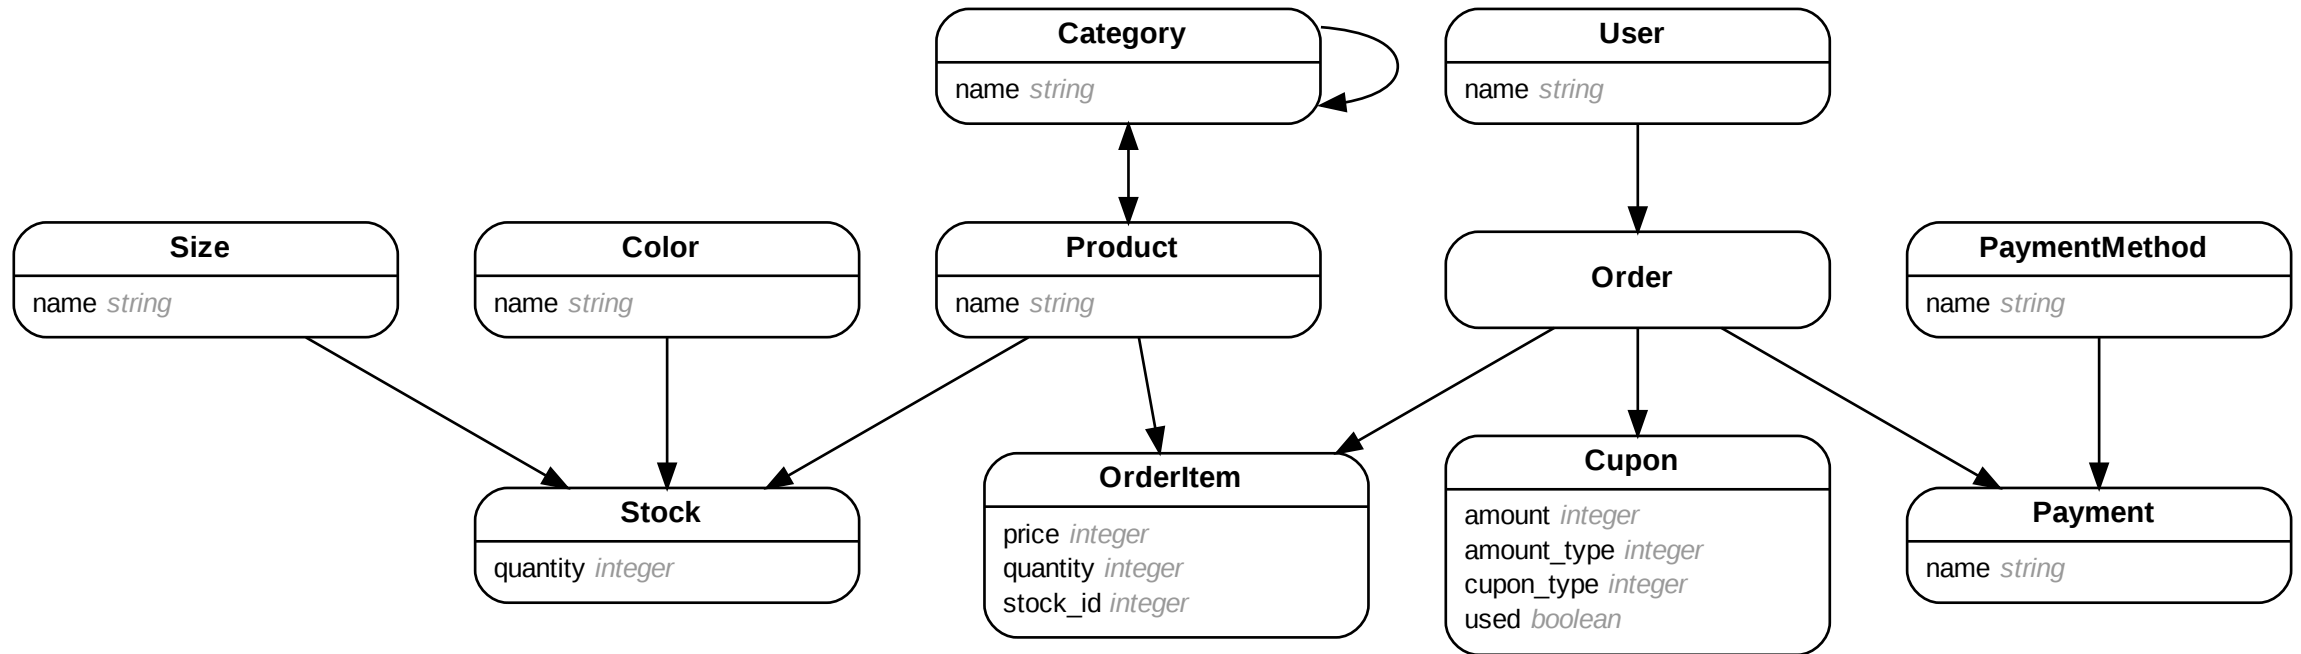 Category
name string
User
name string
Size
name string
Color
name string
Product
name string
Order
PaymentMethod
name string
Stock
quantity integer
OrderItem
price integer
quantity integer
stock_id integer
Cupon
amount integer
amount_type integer
cupon_type integer
used boolean
Payment
name string